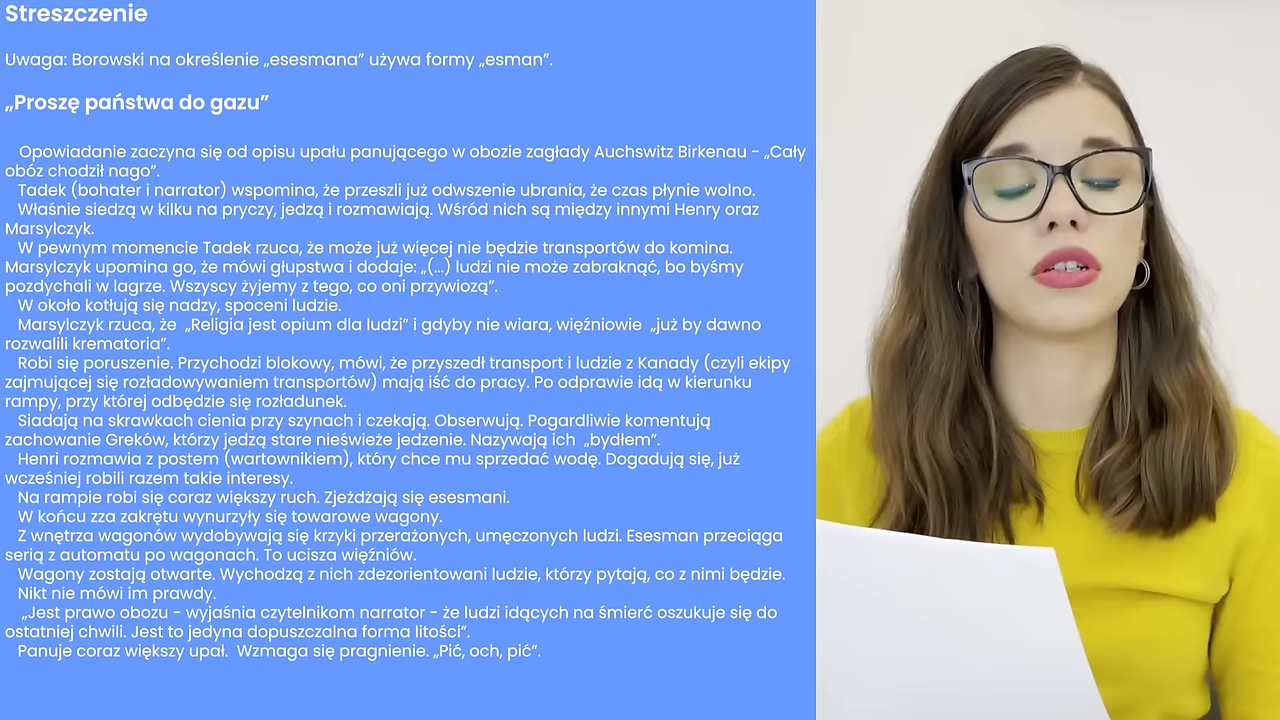 Streszczenie
Uwaga: Borowski na określenie „esesmana” używa formy „esman”.
„Proszę państwa do gazu”
Opowiadanie zaczyna się od opisu upału panującego w obozie zagłady Auchswitz Birkenau - „Cały
obóz chodził nago”.
Tadek (bohater i narrator) wspomina, że przeszli już odwszenie ubrania, że czas płynie wolno.
Właśnie siedzą w kilku na pryczy, jedzą i rozmawiają. Wśród nich są między innymi Henry oraz
Marsylczyk.
W pewnym momencie Tadek rzuca, że może już więcej nie będzie transportów do komina.
Marsylczyk upomina go, że mówi głupstwa i dodaje: „(...) ludzi nie może zabraknąć, bo byśmy
pozdychali w lagrze. Wszyscy żyjemy z tego, co oni przywiozą”.
W około kotłują się nadzy, spoceni ludzie.
Marsylczyk rzuca, że „Religia jest opium dla ludzi” i gdyby nie wiara, więźniowie „już by dawno
rozwalili krematoria”.
Robi się poruszenie. Przychodzi blokowy, mówi, że przyszedł transport i ludzie z Kanady (czyli ekipy
zajmującej się rozładowywaniem transportów) mają iść do pracy. Po odprawie idą w kierunku
rampy, przy której odbędzie się rozładunek.
Siadają na skrawkach cienia przy szynach i czekają. Obserwują. Pogardliwie komentują
zachowanie Greków, którzy jedzą stare nieświeże jedzenie. Nazywają ich „bydłem”.
Henri rozmawia z postem (wartownikiem), który chce mu sprzedać wodę. Dogadują się, już
wcześniej robili razem takie interesy.
Na rampie robi się coraz większy ruch. Zjeżdżają się esesmani.
W końcu zza zakrętu wynurzyły się towarowe wagony.
Z wnętrza wagonów wydobywają się krzyki przerażonych, umęczonych ludzi. Esesman przeciąga
serią z automatu po wagonach. To ucisza więźniów.
Wagony zostają otwarte. Wychodzą z nich zdezorientowani ludzie, którzy pytają, co z nimi będzie.
Nikt nie mówi im prawdy.
„Jest prawo obozu - wyjaśnia czytelnikom narrator - że ludzi idących na śmierć oszukuje się do
ostatniej chwili. Jest to jedyna dopuszczalna forma litości”.
Panuje coraz większy upał. Wzmaga się pragnienie. „Pić, och, pić”.